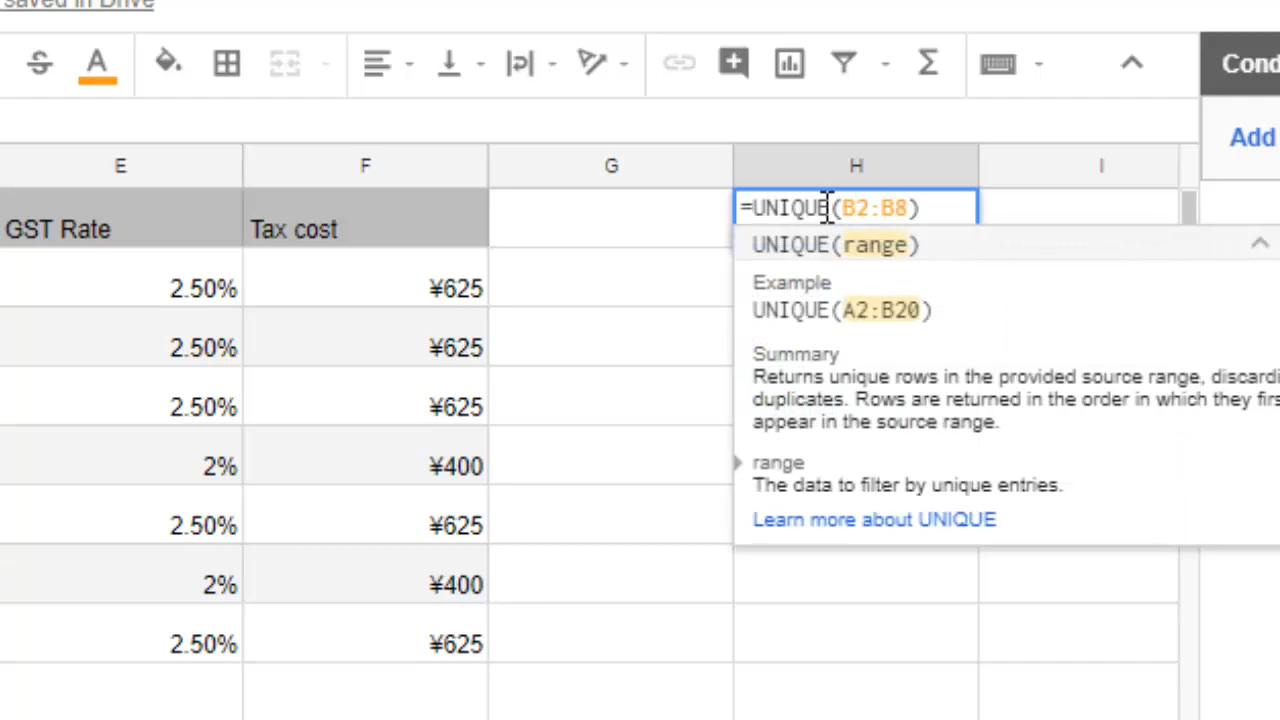 saved in Drive
A
Cond
Add
E F G H I
GST Rate Tax cost
=UNIQUE(B2:B8)
UNIQUE(range)
Example
UNIQUE(A2:B20)
Summary
Returns unique rows in the provided source range, discardi
duplicates. Rows are returned in the order in which they firs
appear in the source range.
range
The data to filter by unique entries.
Learn more about UNIQUE
2.50% ¥625
2.50% ¥625
2.50% ¥625
2% ¥400
2.50% ¥625
2% ¥400
2.50% ¥625